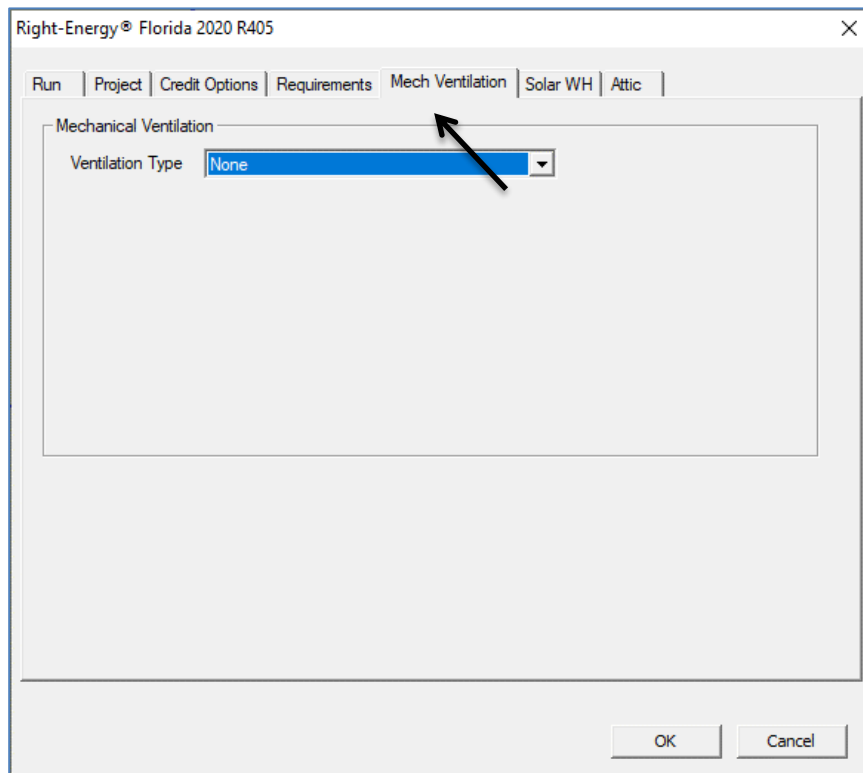 Right-Energy® Florida 2020 R405
Run Project Credit Options Requirements Mech Ventilation Solar WH Attic
Mechanical Ventilation
Ventilation Type None
OK Cancel